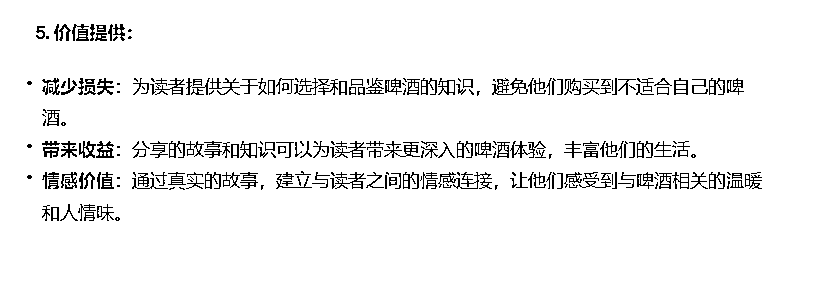 5. 价值提供：
• 减少损失：为读者提供关于如何选择和品鉴啤酒的知识，避免他们购买到不适合自己的啤
酒。
• 带来收益：分享的故事和知识可以为读者带来更深入的啤酒体验，丰富他们的生活。
• 情感价值：通过真实的故事，建立与读者之间的情感连接，让他们感受到与啤酒相关的温暖
和人情味。